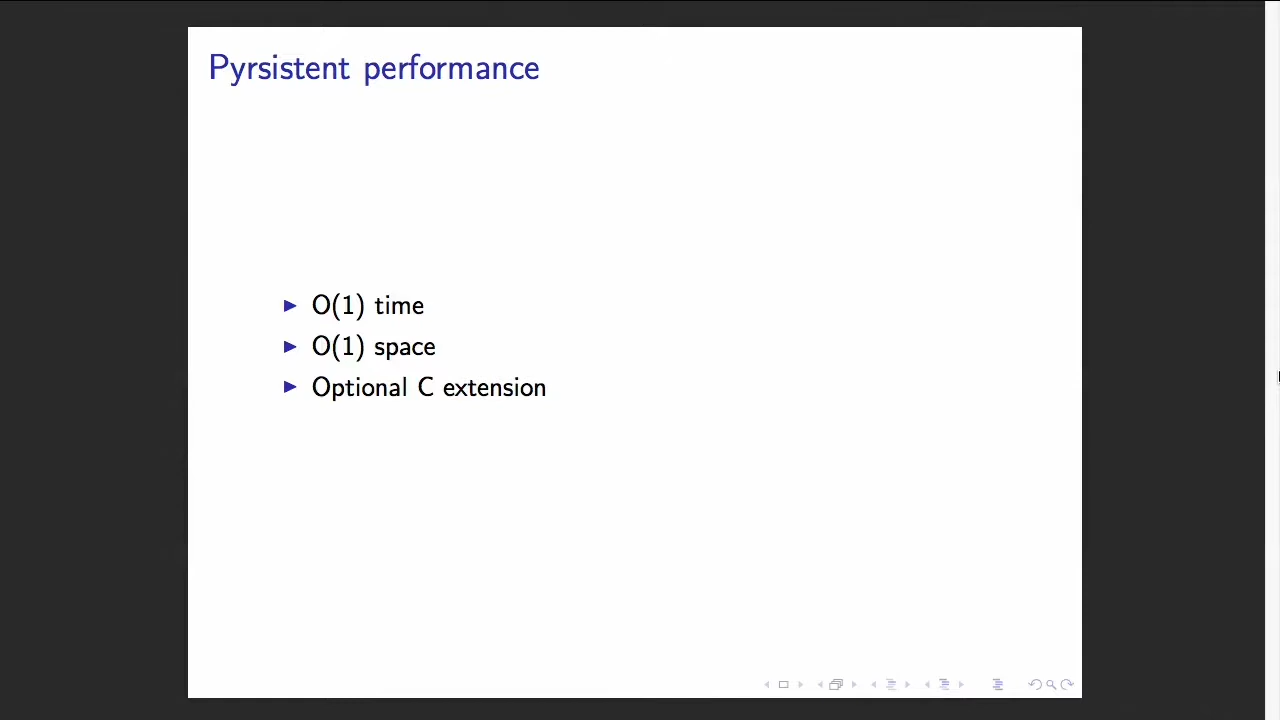 Pyrsistent performance
O(1) time
O(1) space
Optional C extension